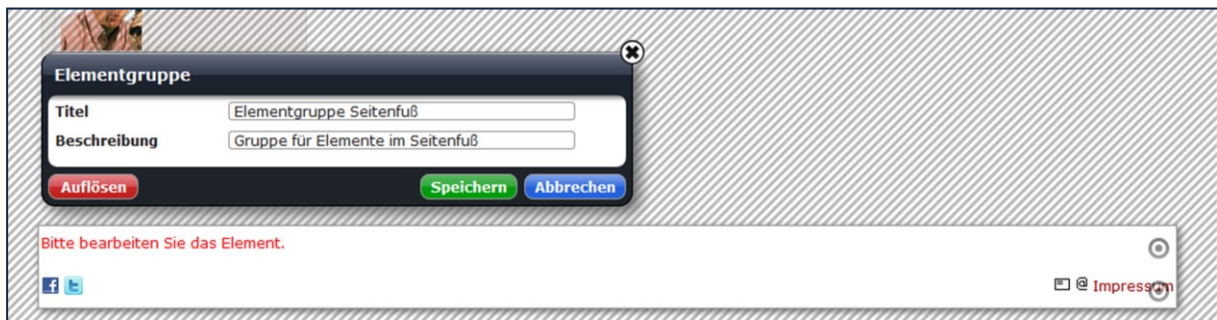 Elementgruppe
Titel Elementgruppe Seitenfuß
Beschreibung Gruppe für Elemente im Seitenfuß
Auflösen Speichern Abbrechen
Bitte bearbeiten Sie das Element.
@ Impressum